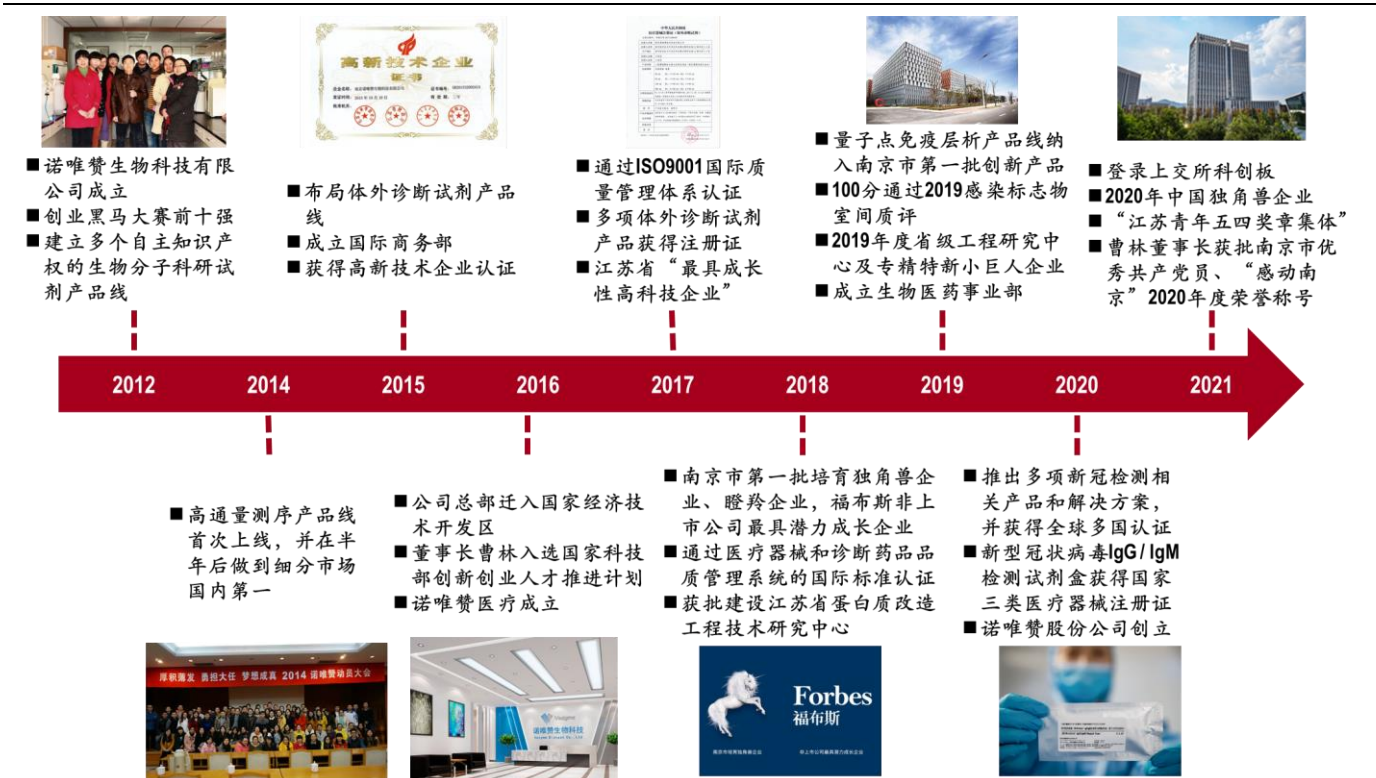 高新技术企业
证书
诺唯赞生物科技有限
公司成立
创业黑马大赛前十强
建立多个自主知识产
权的生物分子科研试
剂产品线
布局体外诊断试剂产品
线
成立国际商务部
获得高新技术企业认证
通过ISO9001国际质
量管理体系认证
多项体外诊断试剂
产品获得注册证
江苏省“最具成长
性高科技企业”
量子点免疫层析产品线纳
入南京市第一批创新产品
100分通过2019感染标志物
室间质评
2019年度省级工程研究中
心及专精特新小巨人企业
成立生物医药事业部
登录上交所科创板
2020年中国独角兽企业
“江苏青年五四奖章集体”
曹林董事长获批南京市优
秀共产党员、“感动南
京”2020年度荣誉称号
2012 2014 2015 2016 2017 2018 2019 2020 2021
高通量测序产品线
首次上线，并在半
年后做到细分市场
国内第一
公司总部迁入国家经济技
术开发区
董事长曹林入选国家科技
部创新创业人才推进计划
诺唯赞医疗成立
南京市第一批培育独角兽企
业、瞪羚企业，福布斯非上
市公司最具潜力成长企业
通过医疗器械和诊断药品品
质管理系统的国际标准认证
获批建设江苏省蛋白质改造
工程技术研究中心
推出多项新冠检测相
关产品和解决方案，
并获得全球多国认证
新型冠状病毒IgG/IgM
检测试剂盒获得国家
三类医疗器械注册证
诺唯赞股份公司创立
厚积薄发 勇担大任 梦想成真 2014 诺唯赞动员大会
Vazyme
诺唯赞生物科技
Forbes
福布斯